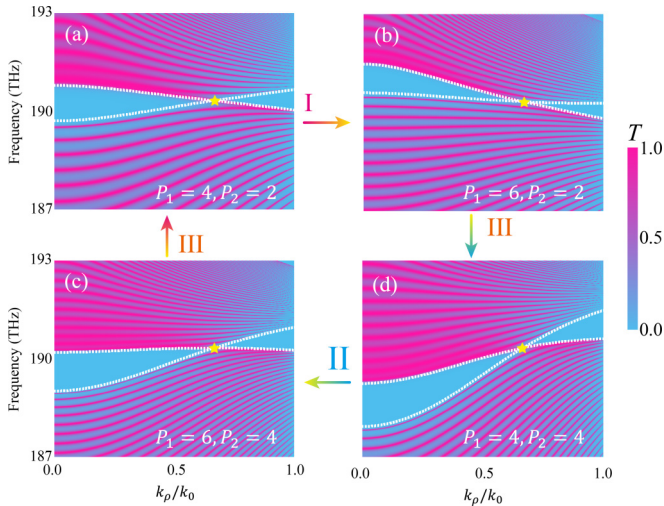 193
(a)
(b)
Frequency (THz)
190
I
T
1.0
0.5
0.0
187
P₁ = 4, P₂ = 2
P₁ = 6, P₂ = 2
III
III
193
(c)
(d)
Frequency (THz)
190
II
187
P₁ = 6, P₂ = 4
P₁ = 4, P₂ = 4
0.0
0.5
1.0
0.0
0.5
1.0
kρ/k₀
kρ/k₀